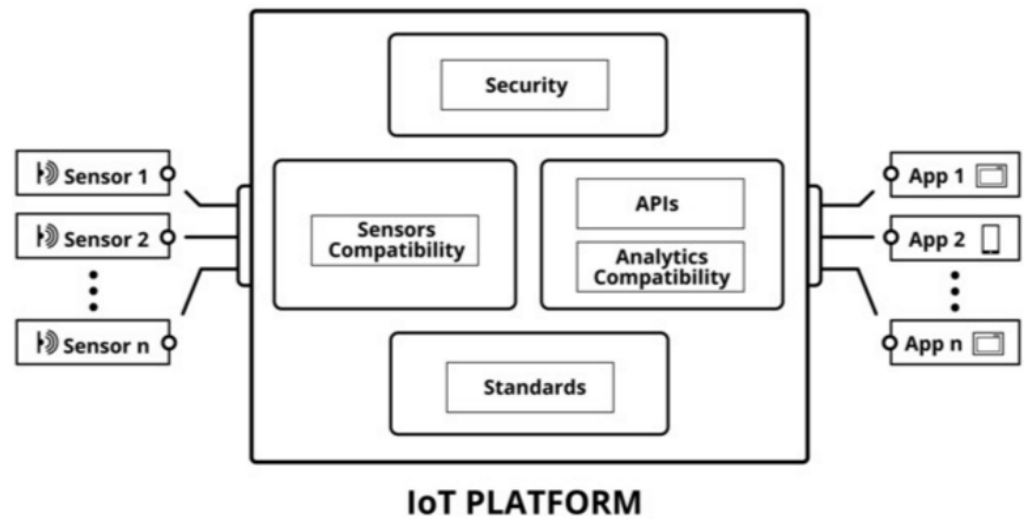 Security
Sensor 1
Sensor 2
Sensor n
Sensors
Compatibility
APIs
Analytics
Compatibility
App 1
App 2
App n
Standards
IoT PLATFORM